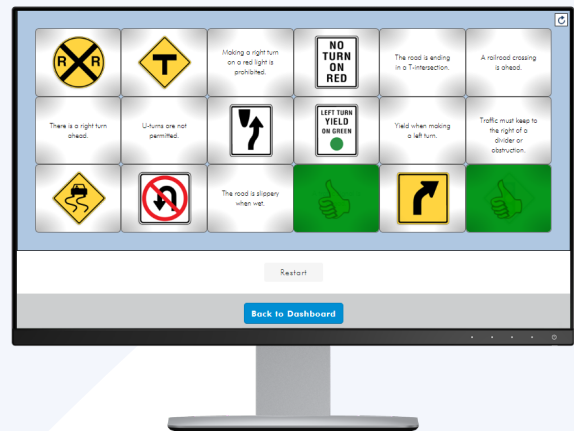 R R
T
Making a right turn
on a red light is
prohibited.
NO
TURN
ON
RED
The road is ending
in a T-intersection.
A railroad crossing
is ahead.
There is a right turn
ahead.
U-turns are not
permitted.
LEFT TURN
YIELD
ON GREEN
Yield when making
a left turn.
Traffic must keep to
the right of a
divider or
obstruction.
The road is slippery
when wet.
Restart
Back to Dashboard